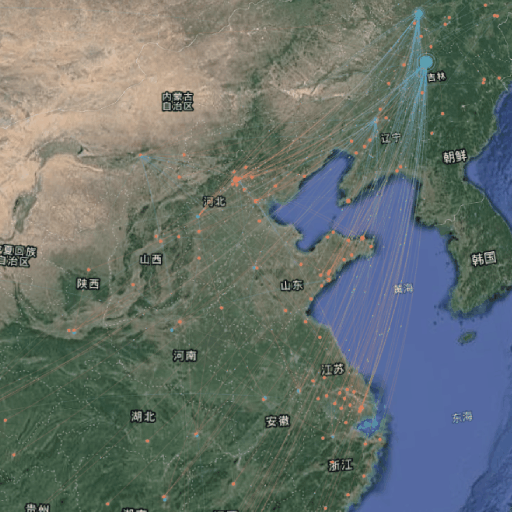 吉林
内蒙古
自治区
辽宁
朝鲜
河北
夏回族
自治区
山西
韩国
陕西
山东
黄海
河南
江苏
湖北
安徽
东海
浙江
贵州